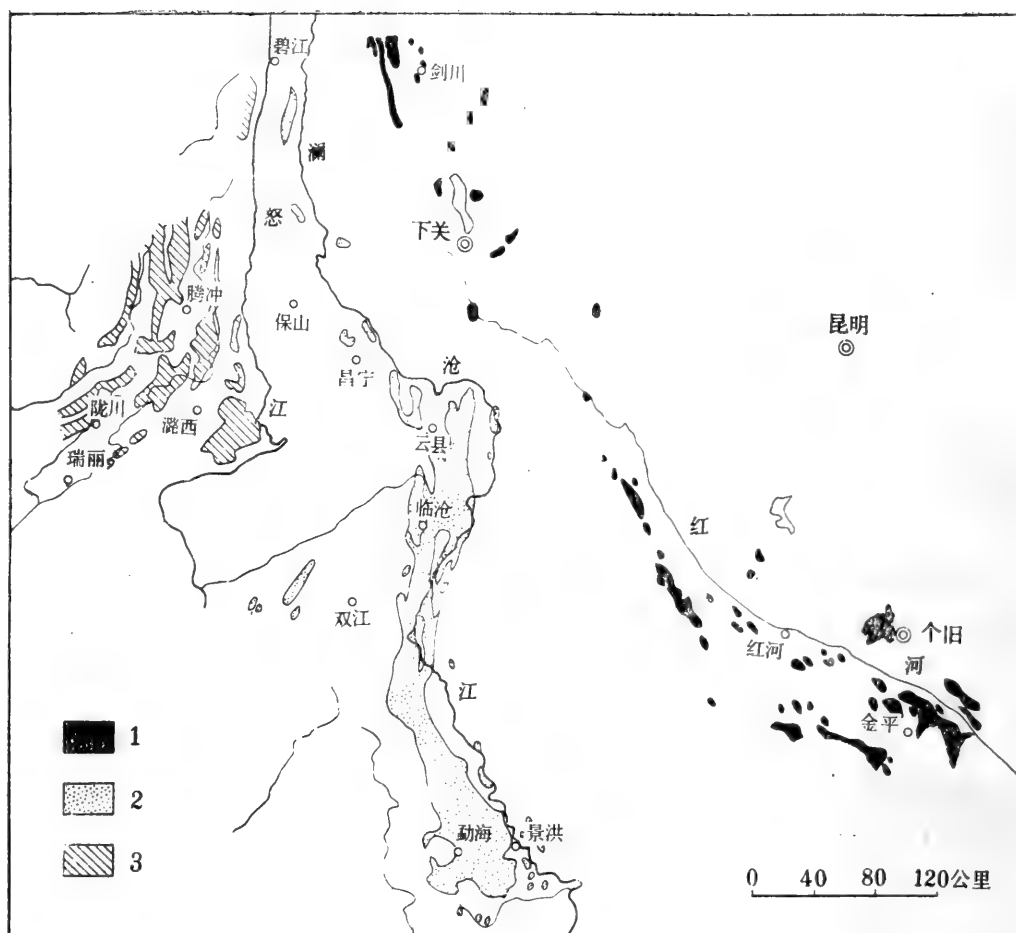 碧江
剑川
澜
怒
下关
腾冲
保山
昆明
昌宁
沧
陇川
潞西
江
云县
瑞丽
临沧
红
双江
个旧
红河
河
江
金平
1
2
勐海
景洪
3
0 40 80 120公里